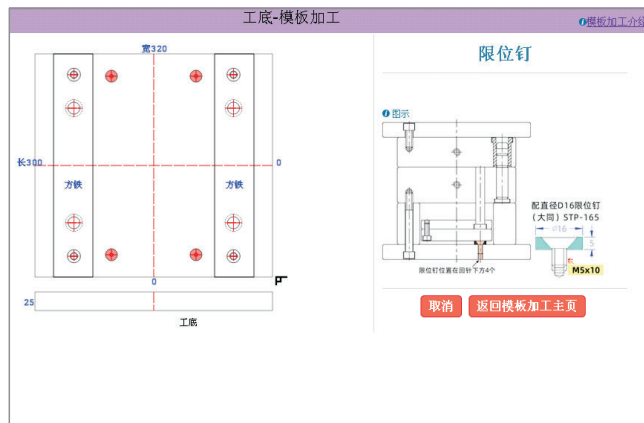 工底-模板加工
模板加工介绍
宽320
限位钉
图示
长300
0
方铁
方铁
配直径D16限位钉
(大同) STP-165
∅16
5
限位钉位置在回针下方4个
M5x10
0
25
取消
返回模板加工主页
工底